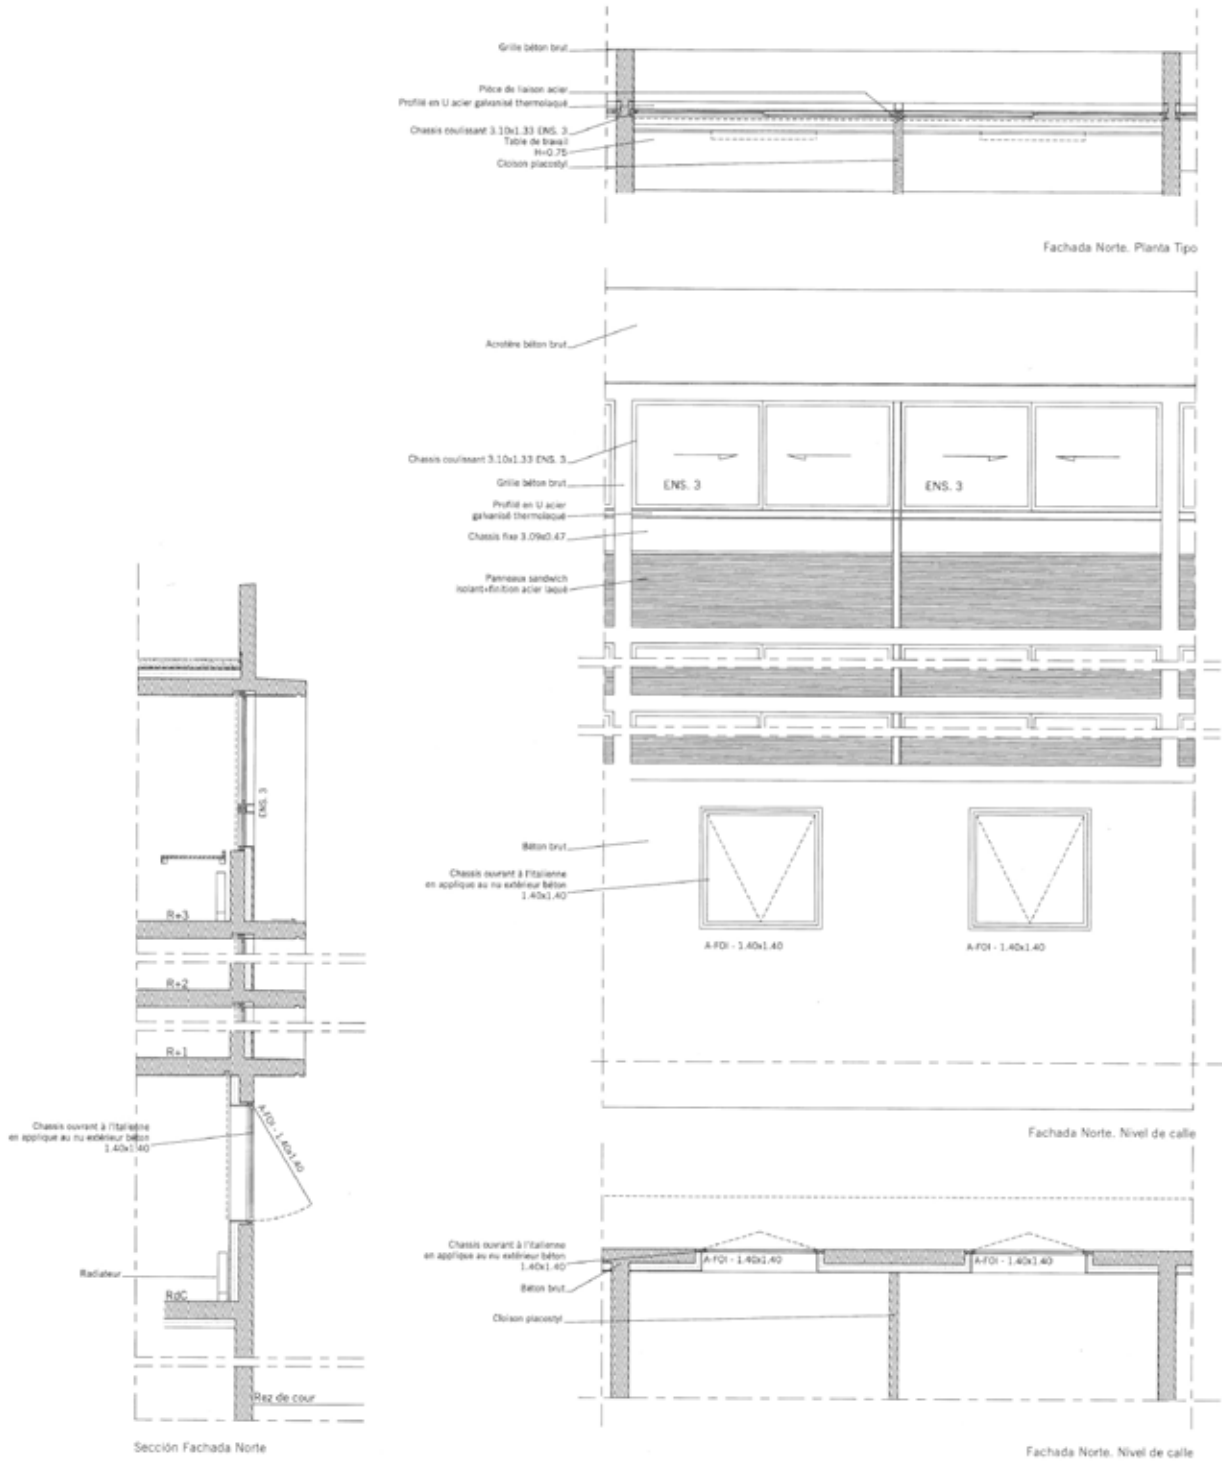 Grille béton brut
Pièce de liaison acier
Profilé en U acier galvanisé thermolaqué
Chassis coulissant 3.10x1.33 ENS. 3
Table de travail
H=0.75
Cloison placostyl
Fachada Norte. Planta Tipo
Acrotère béton brut
Chassis coulissant 3.10x1.33 ENS. 3
Grille béton brut
ENS. 3
ENS. 3
Profilé en U acier
galvanisé thermolaqué
Chassis fixe 3.09x0.47
Panneaux sandwich
isolant+finition acier laqué
Béton brut
Chassis ouvrant à l'italienne
en applique au nu extérieur béton
1.40x1.40
A-FOI - 1.40x1.40
A-FOI - 1.40x1.40
Fachada Norte. Nivel de calle
ENS. 3
R+3
R+2
R+1
Chassis ouvrant à l'italienne
en applique au nu extérieur béton
1.40x1.40
A-FOI - 1.40x1.40
Radiateur
RdC
Rez de cour
Sección Fachada Norte
Chassis ouvrant à l'italienne
en applique au nu extérieur béton
1.40x1.40
Béton brut
A-FOI - 1.40x1.40
A-FOI - 1.40x1.40
Cloison placostyl
Fachada Norte. Nivel de calle